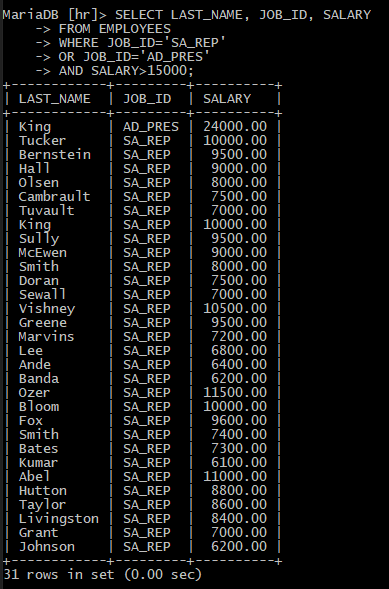 MariaDB [hr]> SELECT LAST_NAME, JOB_ID, SALARY
    -> FROM EMPLOYEES
    -> WHERE JOB_ID='SA_REP'
    -> OR JOB_ID='AD_PRES'
    -> AND SALARY>15000;
+------------+---------+----------+
| LAST_NAME  | JOB_ID  | SALARY   |
+------------+---------+----------+
| King       | AD_PRES | 24000.00 |
| Tucker     | SA_REP  | 10000.00 |
| Bernstein  | SA_REP  |  9500.00 |
| Hall       | SA_REP  |  9000.00 |
| Olsen      | SA_REP  |  8000.00 |
| Cambrault  | SA_REP  |  7500.00 |
| Tuvault    | SA_REP  |  7000.00 |
| King       | SA_REP  | 10000.00 |
| Sully      | SA_REP  |  9500.00 |
| McEwen     | SA_REP  |  9000.00 |
| Smith      | SA_REP  |  8000.00 |
| Doran      | SA_REP  |  7500.00 |
| Sewall     | SA_REP  |  7000.00 |
| Vishney    | SA_REP  | 10500.00 |
| Greene     | SA_REP  |  9500.00 |
| Marvins    | SA_REP  |  7200.00 |
| Lee        | SA_REP  |  6800.00 |
| Ande       | SA_REP  |  6400.00 |
| Banda      | SA_REP  |  6200.00 |
| Ozer       | SA_REP  | 11500.00 |
| Bloom      | SA_REP  | 10000.00 |
| Fox        | SA_REP  |  9600.00 |
| Smith      | SA_REP  |  7400.00 |
| Bates      | SA_REP  |  7300.00 |
| Kumar      | SA_REP  |  6100.00 |
| Abel       | SA_REP  | 11000.00 |
| Hutton     | SA_REP  |  8800.00 |
| Taylor     | SA_REP  |  8600.00 |
| Livingston | SA_REP  |  8400.00 |
| Grant      | SA_REP  |  7000.00 |
| Johnson    | SA_REP  |  6200.00 |
+------------+---------+----------+
31 rows in set (0.00 sec)